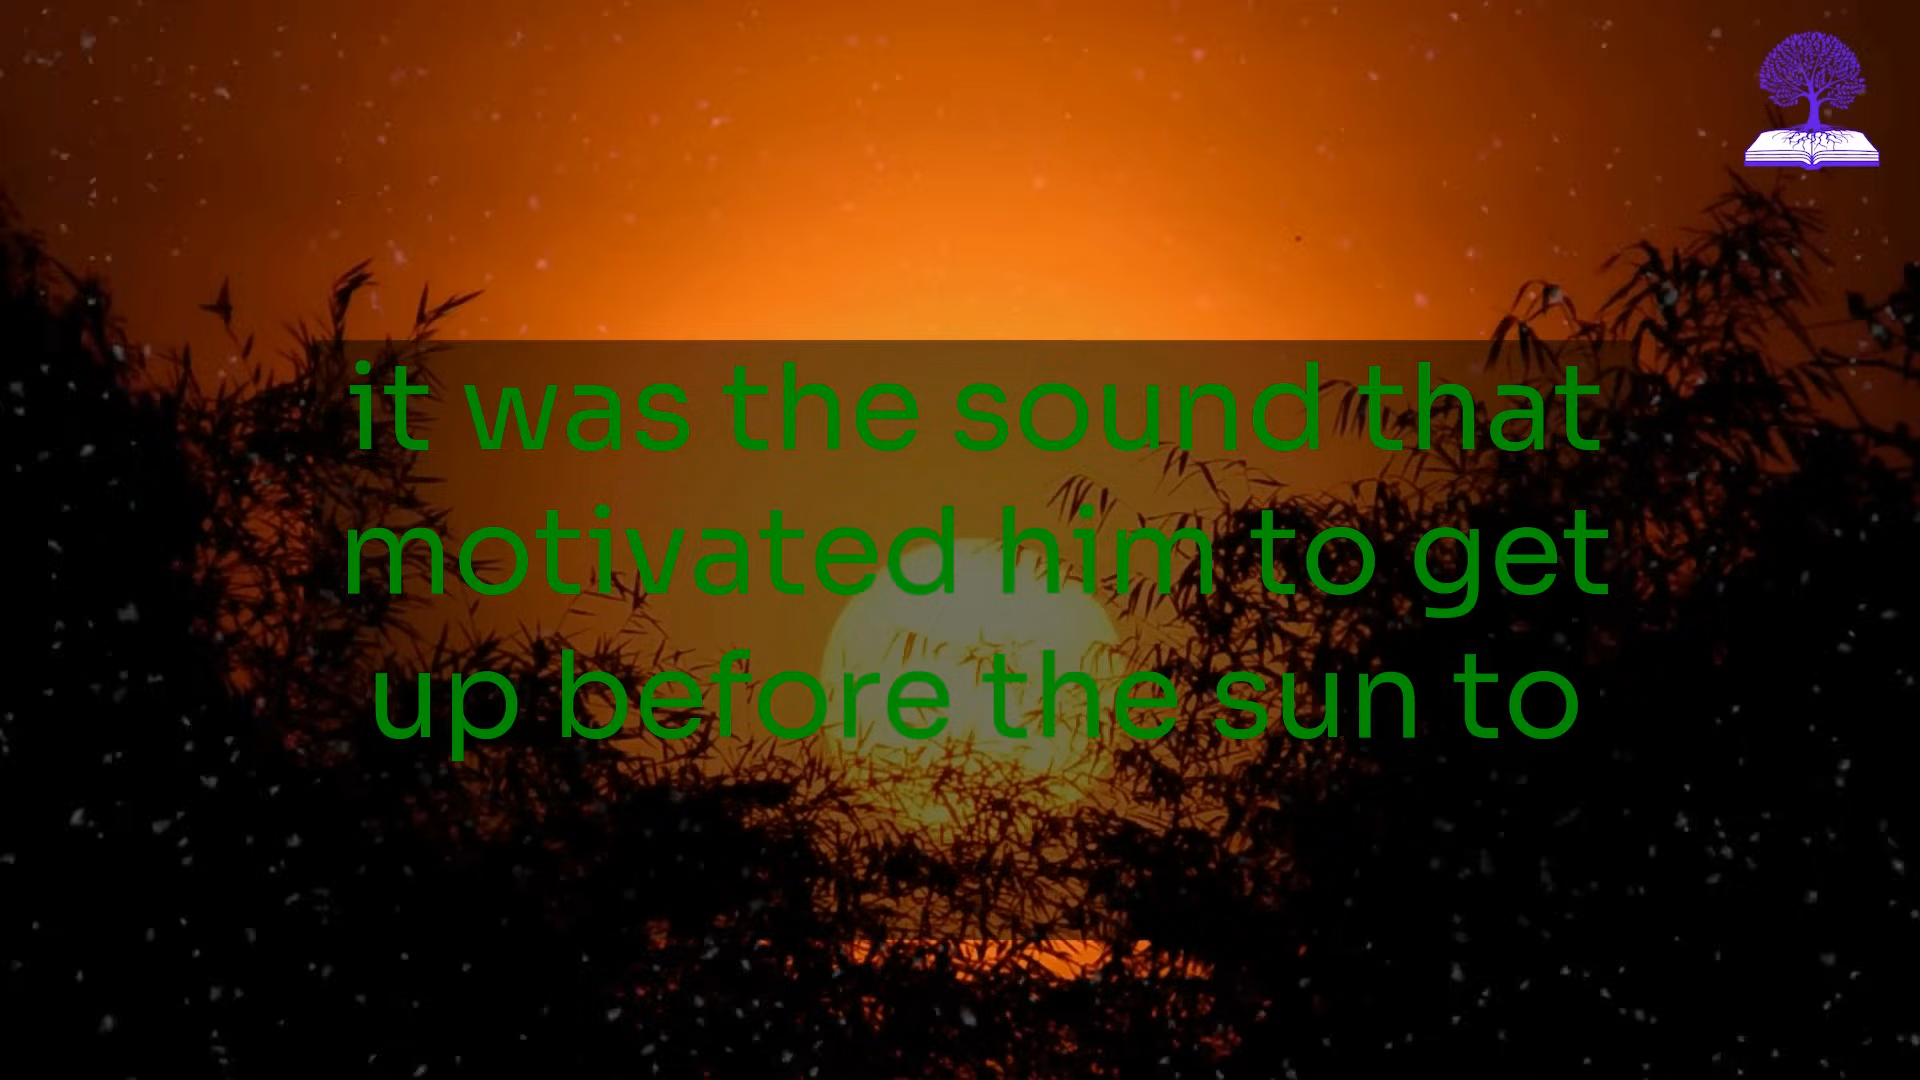 it was the sound that
motivated him to get
up before the sun to